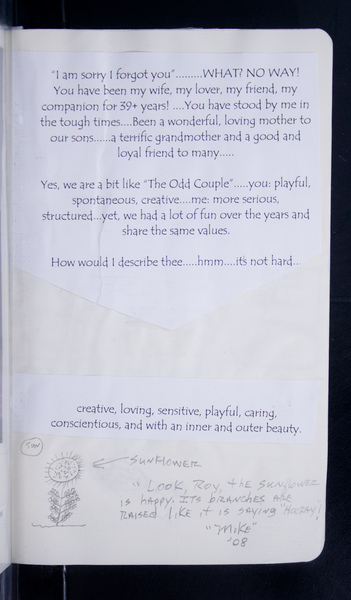 "I am sorry I forgot you".........WHAT? NO WAY!
You have been my wife, my lover, my friend, my
companion for 39+ years! ....You have stood by me in
the tough times....Been a wonderful, loving mother to
our sons......a terrific grandmother and a good and
loyal friend to many.....
Yes, we are a bit like "The Odd Couple".....you: playful,
spontaneous, creative....me: more serious,
structured...yet, we had a lot of fun over the years and
share the same values.
How would I describe thee.....hmm....it's not hard...
creative, loving, sensitive, playful, caring,
conscientious, and with an inner and outer beauty.
SUNFLOWER
"LOOK, ROY, the SUNFLOWER
IS HAPPY. ITS BRANCHES ARE
RAISED LIKE IT IS SAYING "HOORAY!
"MIKE"
'08